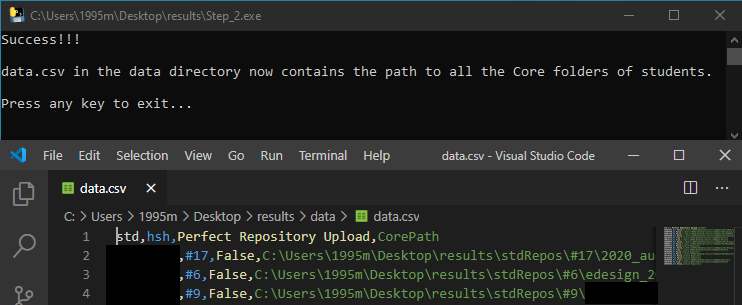 C:\Users\1995m\Desktop\results\Step_2.exe
Success!!!
data.csv in the data directory now contains the path to all the Core folders of students.
Press any key to exit...
File Edit Selection View Go Run Terminal Help data.csv - Visual Studio Code
data.csv
C: > Users > 1995m > Desktop > results > data > data.csv
1 std,hsh,Perfect Repository Upload,CorePath
2 ,#17,False,C:\Users\1995m\Desktop\results\stdRepos\#17\2020_au
3 ,#6,False,C:\Users\1995m\Desktop\results\stdRepos\#6\edesign_2
4 ,#9,False,C:\Users\1995m\Desktop\results\stdRepos\#9\